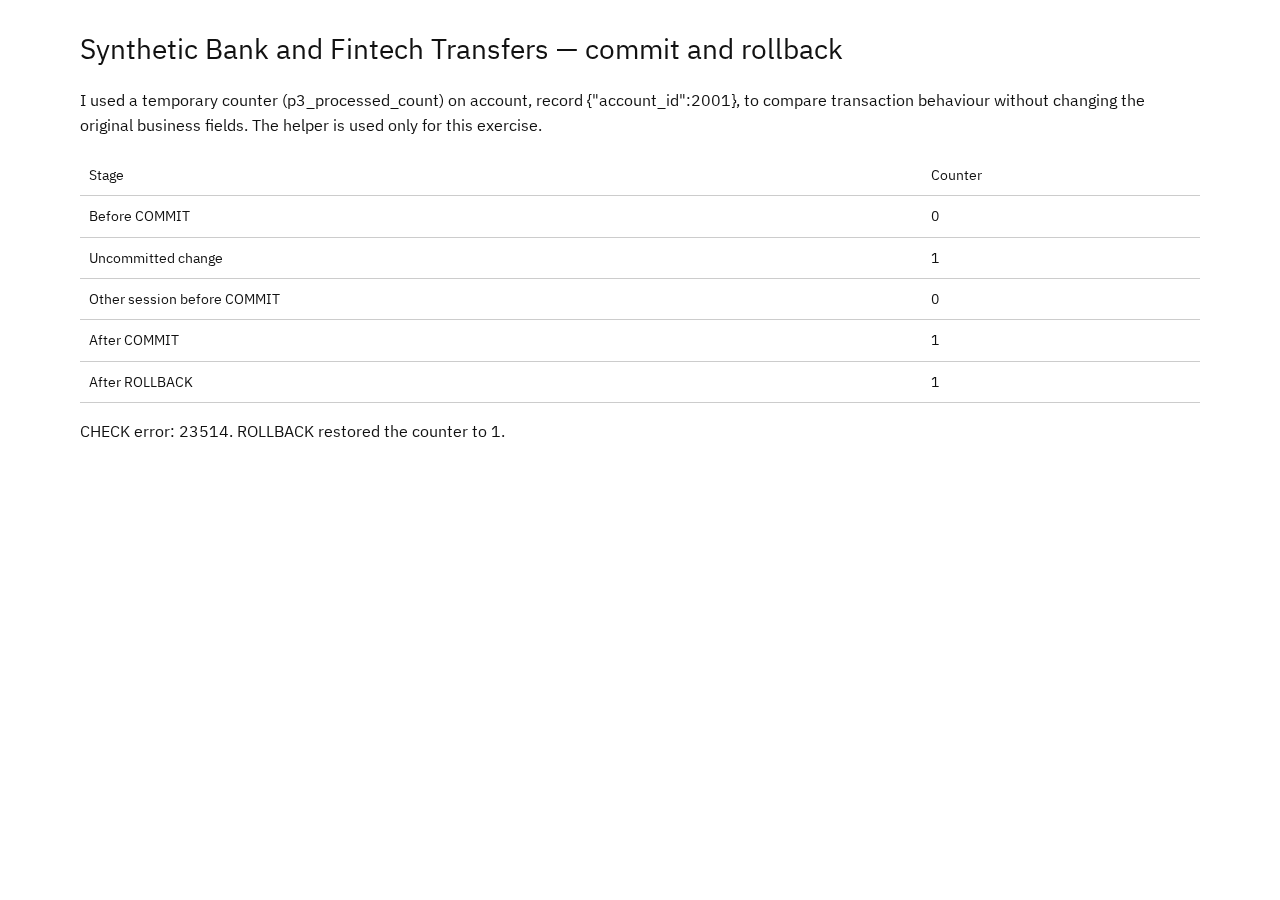 Synthetic Bank and Fintech Transfers — commit and rollback
I used a temporary counter (p3_processed_count) on account, record {"account_id":2001}, to compare transaction behaviour without changing the
original business fields. The helper is used only for this exercise.
Stage Counter
Before COMMIT 0
Uncommitted change 1
Other session before COMMIT 0
After COMMIT 1
After ROLLBACK 1
CHECK error: 23514. ROLLBACK restored the counter to 1.